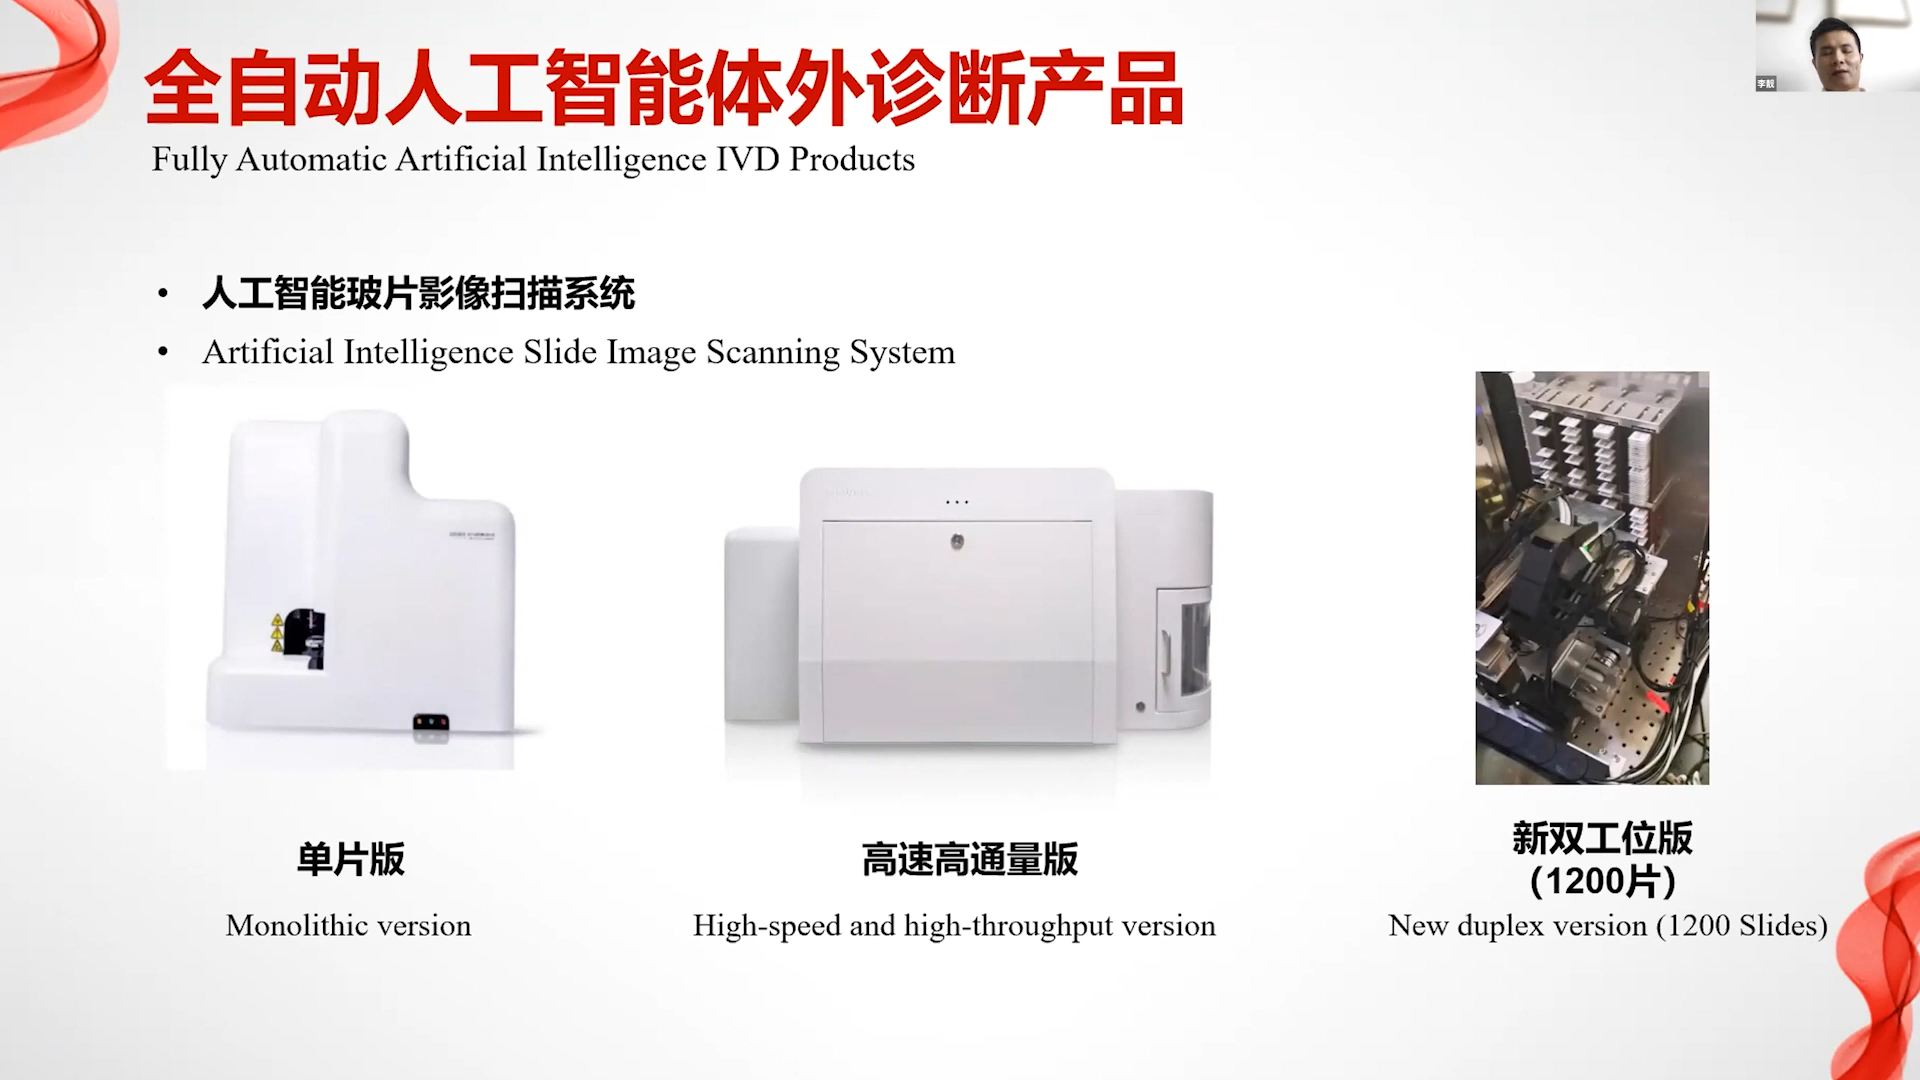 全自动人工智能体外诊断产品
Fully Automatic Artificial Intelligence IVD Products
李靓
• 人工智能玻片影像扫描系统
• Artificial Intelligence Slide Image Scanning System
单片版
Monolithic version
高速高通量版
High-speed and high-throughput version
新双工位版
(1200片)
New duplex version (1200 Slides)